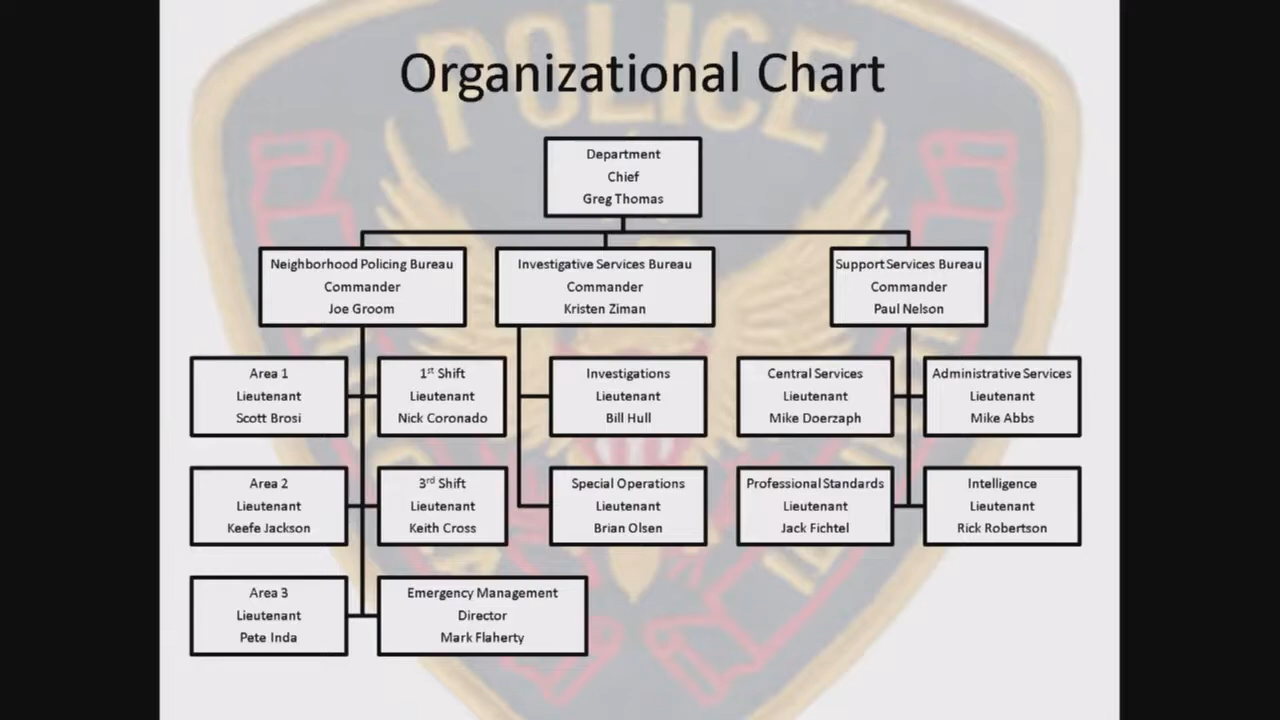 POLICE
Organizational Chart
Department
Chief
Greg Thomas
Neighborhood Policing Bureau
Commander
Joe Groom
Investigative Services Bureau
Commander
Kristen Ziman
Support Services Bureau
Commander
Paul Nelson
Area 1
Lieutenant
Scott Brosi
1st Shift
Lieutenant
Nick Coronado
Investigations
Lieutenant
Bill Hull
Central Services
Lieutenant
Mike Doerzaph
Administrative Services
Lieutenant
Mike Abbs
Area 2
Lieutenant
Keefe Jackson
3rd Shift
Lieutenant
Keith Cross
Special Operations
Lieutenant
Brian Olsen
Professional Standards
Lieutenant
Jack Fichtel
Intelligence
Lieutenant
Rick Robertson
Area 3
Lieutenant
Pete Inda
Emergency Management
Director
Mark Flaherty